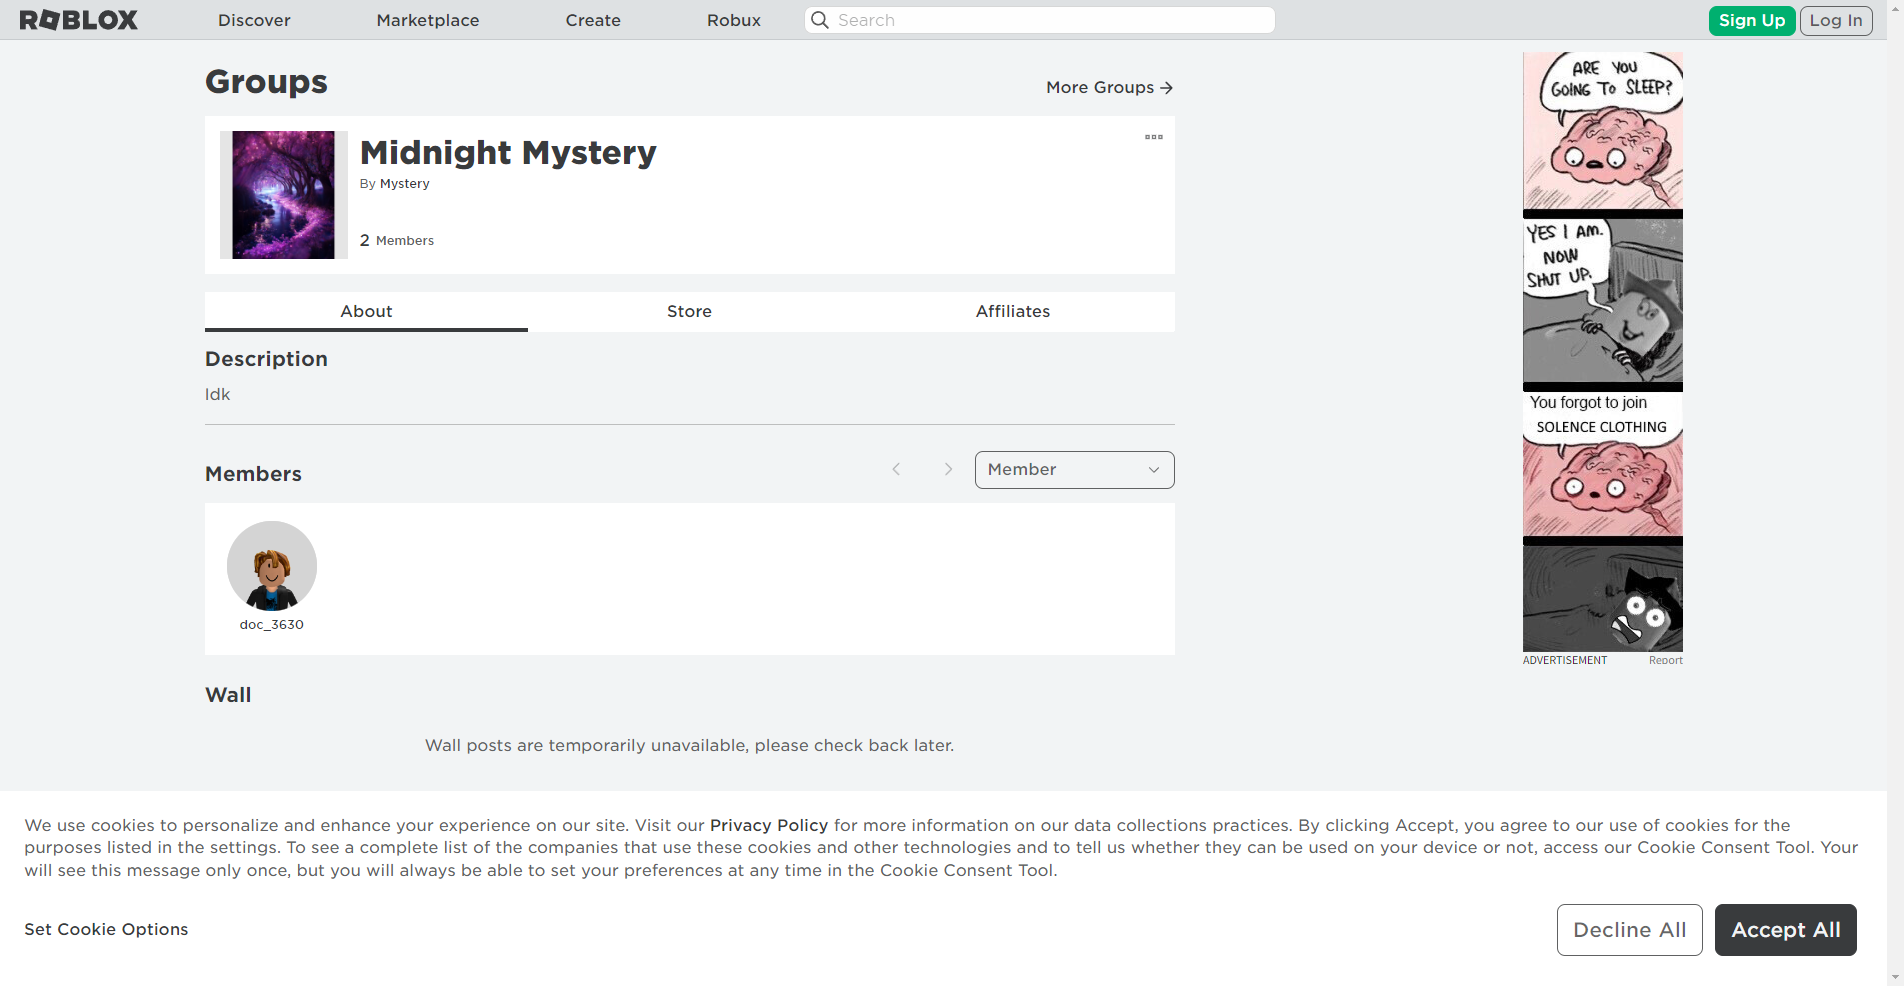 ROBLOX
Discover
Marketplace
Create
Robux
Search
Sign Up
Log In
Groups
More Groups
Midnight Mystery
By Mystery
2 Members
About
Store
Affiliates
Description
Idk
Members
Member
doc_3630
Wall
Wall posts are temporarily unavailable, please check back later.
ARE YOU
GOING TO SLEEP?
YES I AM.
NOW
SHUT UP.
You forgot to join
SOLENCE CLOTHING
ADVERTISEMENT
Report
We use cookies to personalize and enhance your experience on our site. Visit our Privacy Policy for more information on our data collections practices. By clicking Accept, you agree to our use of cookies for the
purposes listed in the settings. To see a complete list of the companies that use these cookies and other technologies and to tell us whether they can be used on your device or not, access our Cookie Consent Tool. Your
will see this message only once, but you will always be able to set your preferences at any time in the Cookie Consent Tool.
Set Cookie Options
Decline All
Accept All